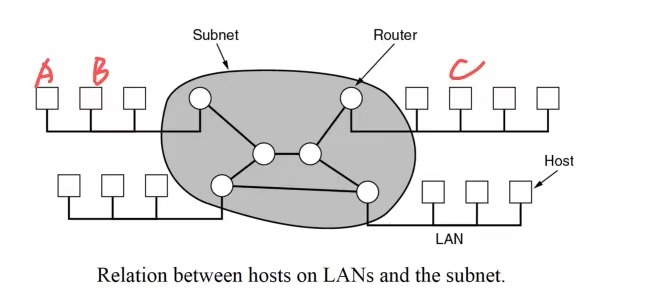 Subnet
Router
A
B
C
Host
LAN
Relation between hosts on LANs and the subnet.